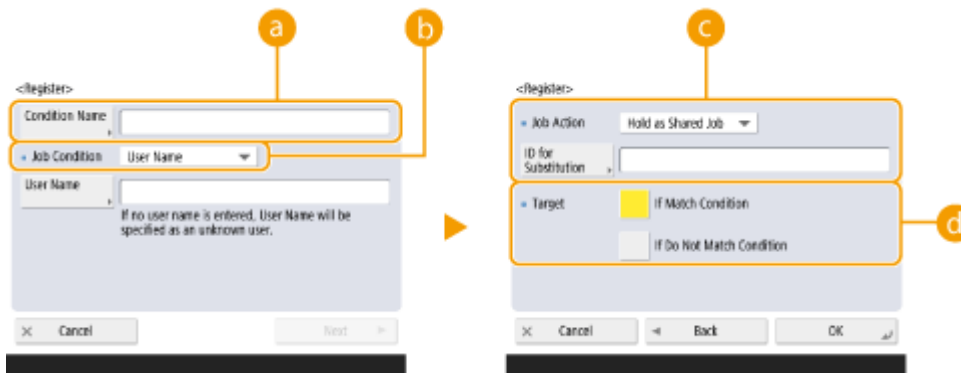 a
b
<Register>
Condition Name
Job Condition User Name
User Name
If no user name is entered, User Name will be
specified as an unknown user.
Cancel Next
c
d
<Register>
Job Action Hold as Shared Job
ID for
Substitution
Target If Match Condition
If Do Not Match Condition
Cancel Back OK